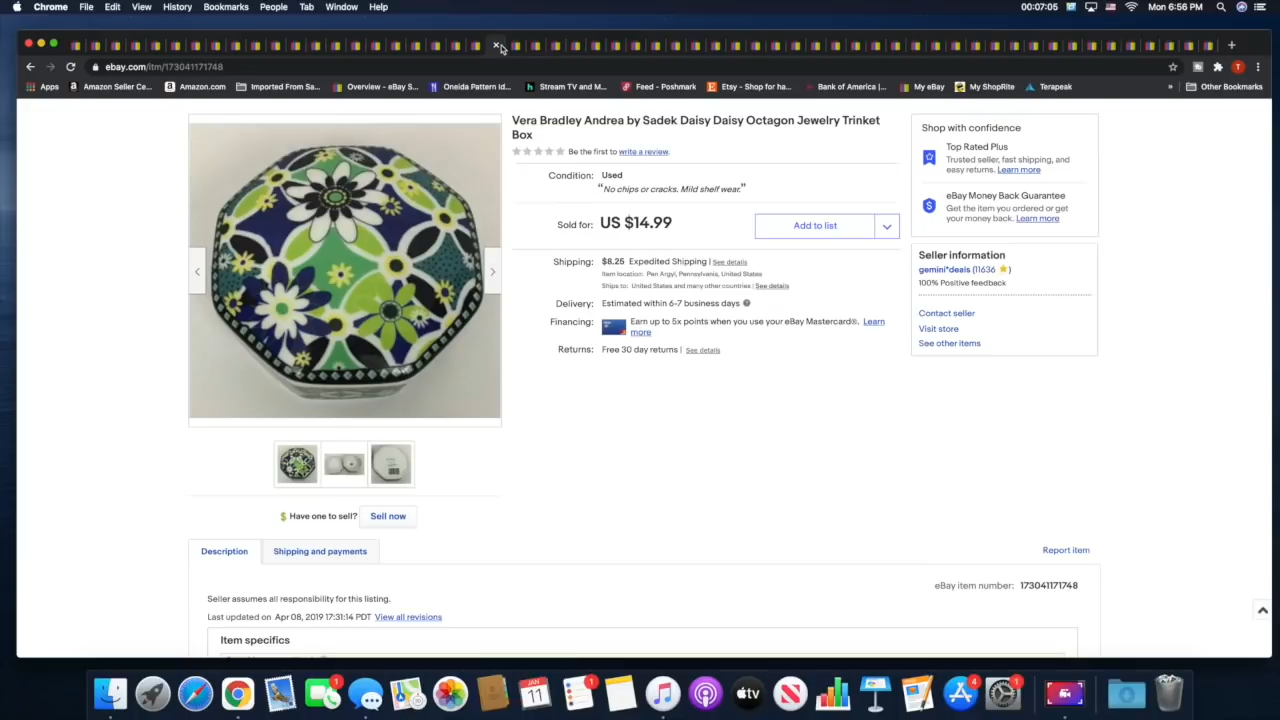 Chrome File Edit View History Bookmarks People Tab Window Help 00:07:05 Mon 6:56 PM
ebay.com/itm/173041171748
Apps Amazon Seller Ce... Amazon.com Imported From Sa... Overview - eBay S... Oneida Pattern Id... Stream TV and M... Feed - Poshmark Etsy - Shop for ha... Bank of America |... My eBay My ShopRite Terapeak » Other Bookmarks
Vera Bradley Andrea by Sadek Daisy Daisy Octagon Jewelry Trinket
Box
Be the first to write a review.
Condition: Used
“No chips or cracks. Mild shelf wear.”
Sold for: US $14.99 Add to list
Shipping: $8.25 Expedited Shipping | See details
Item location: Pen Argyl, Pennsylvania, United States
Ships to: United States and many other countries | See details
Delivery: Estimated within 6-7 business days
Financing: Earn up to 5x points when you use your eBay Mastercard®. Learn
more
Returns: Free 30 day returns | See details
Shop with confidence
Top Rated Plus
Trusted seller, fast shipping, and
easy returns. Learn more
eBay Money Back Guarantee
Get the item you ordered or get
your money back. Learn more
Seller information
gemini*deals (11636)
100% Positive feedback
Contact seller
Visit store
See other items
Have one to sell? Sell now
Description Shipping and payments Report item
eBay item number: 173041171748
Seller assumes all responsibility for this listing.
Last updated on Apr 08, 2019 17:31:14 PDT View all revisions
Item specifics
1 JAN 11 1 tv 4 1